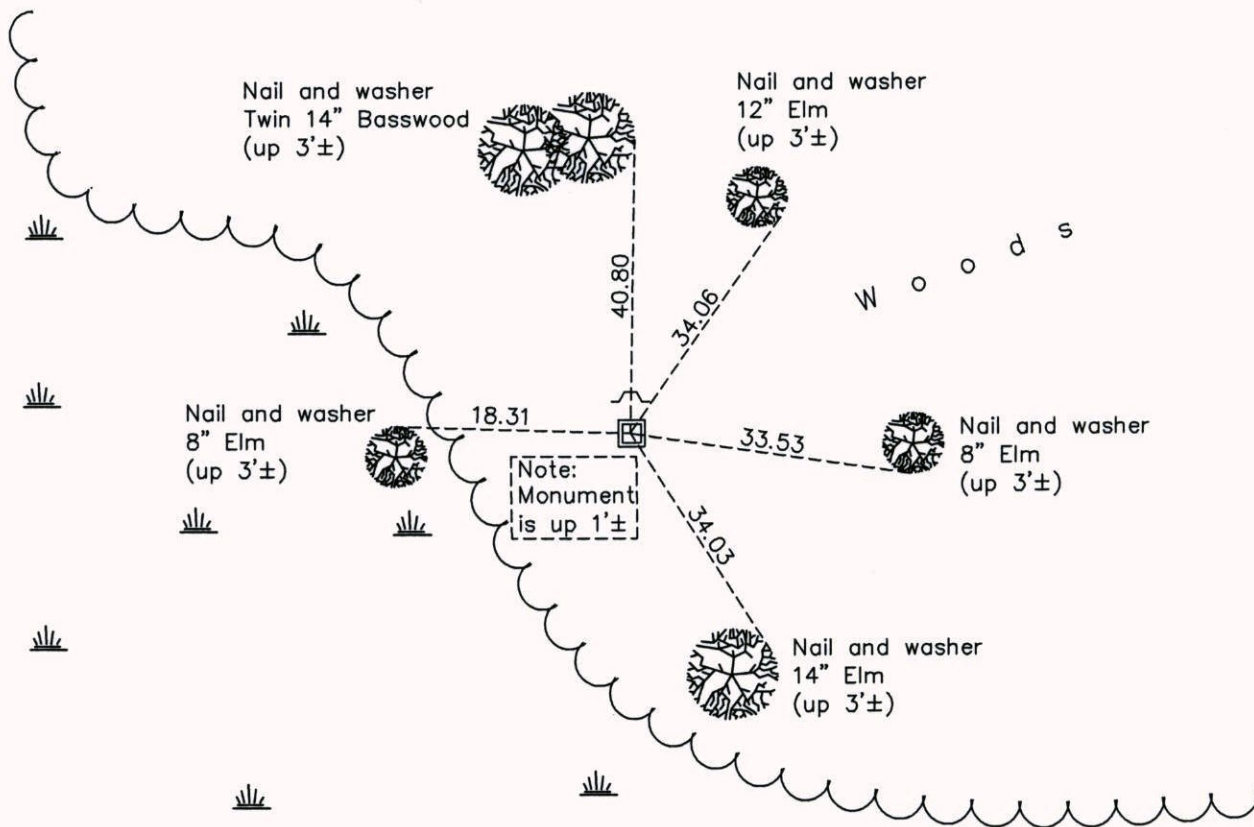 Nail and washer
Twin 14" Basswood
(up 3'±)
Nail and washer
12" Elm
(up 3'±)
Woods
40.80
34.06
Nail and washer
8" Elm
(up 3'±)
18.31
33.53
Nail and washer
8" Elm
(up 3'±)
Note:
Monument
is up 1'±
34.03
Nail and washer
14" Elm
(up 3'±)